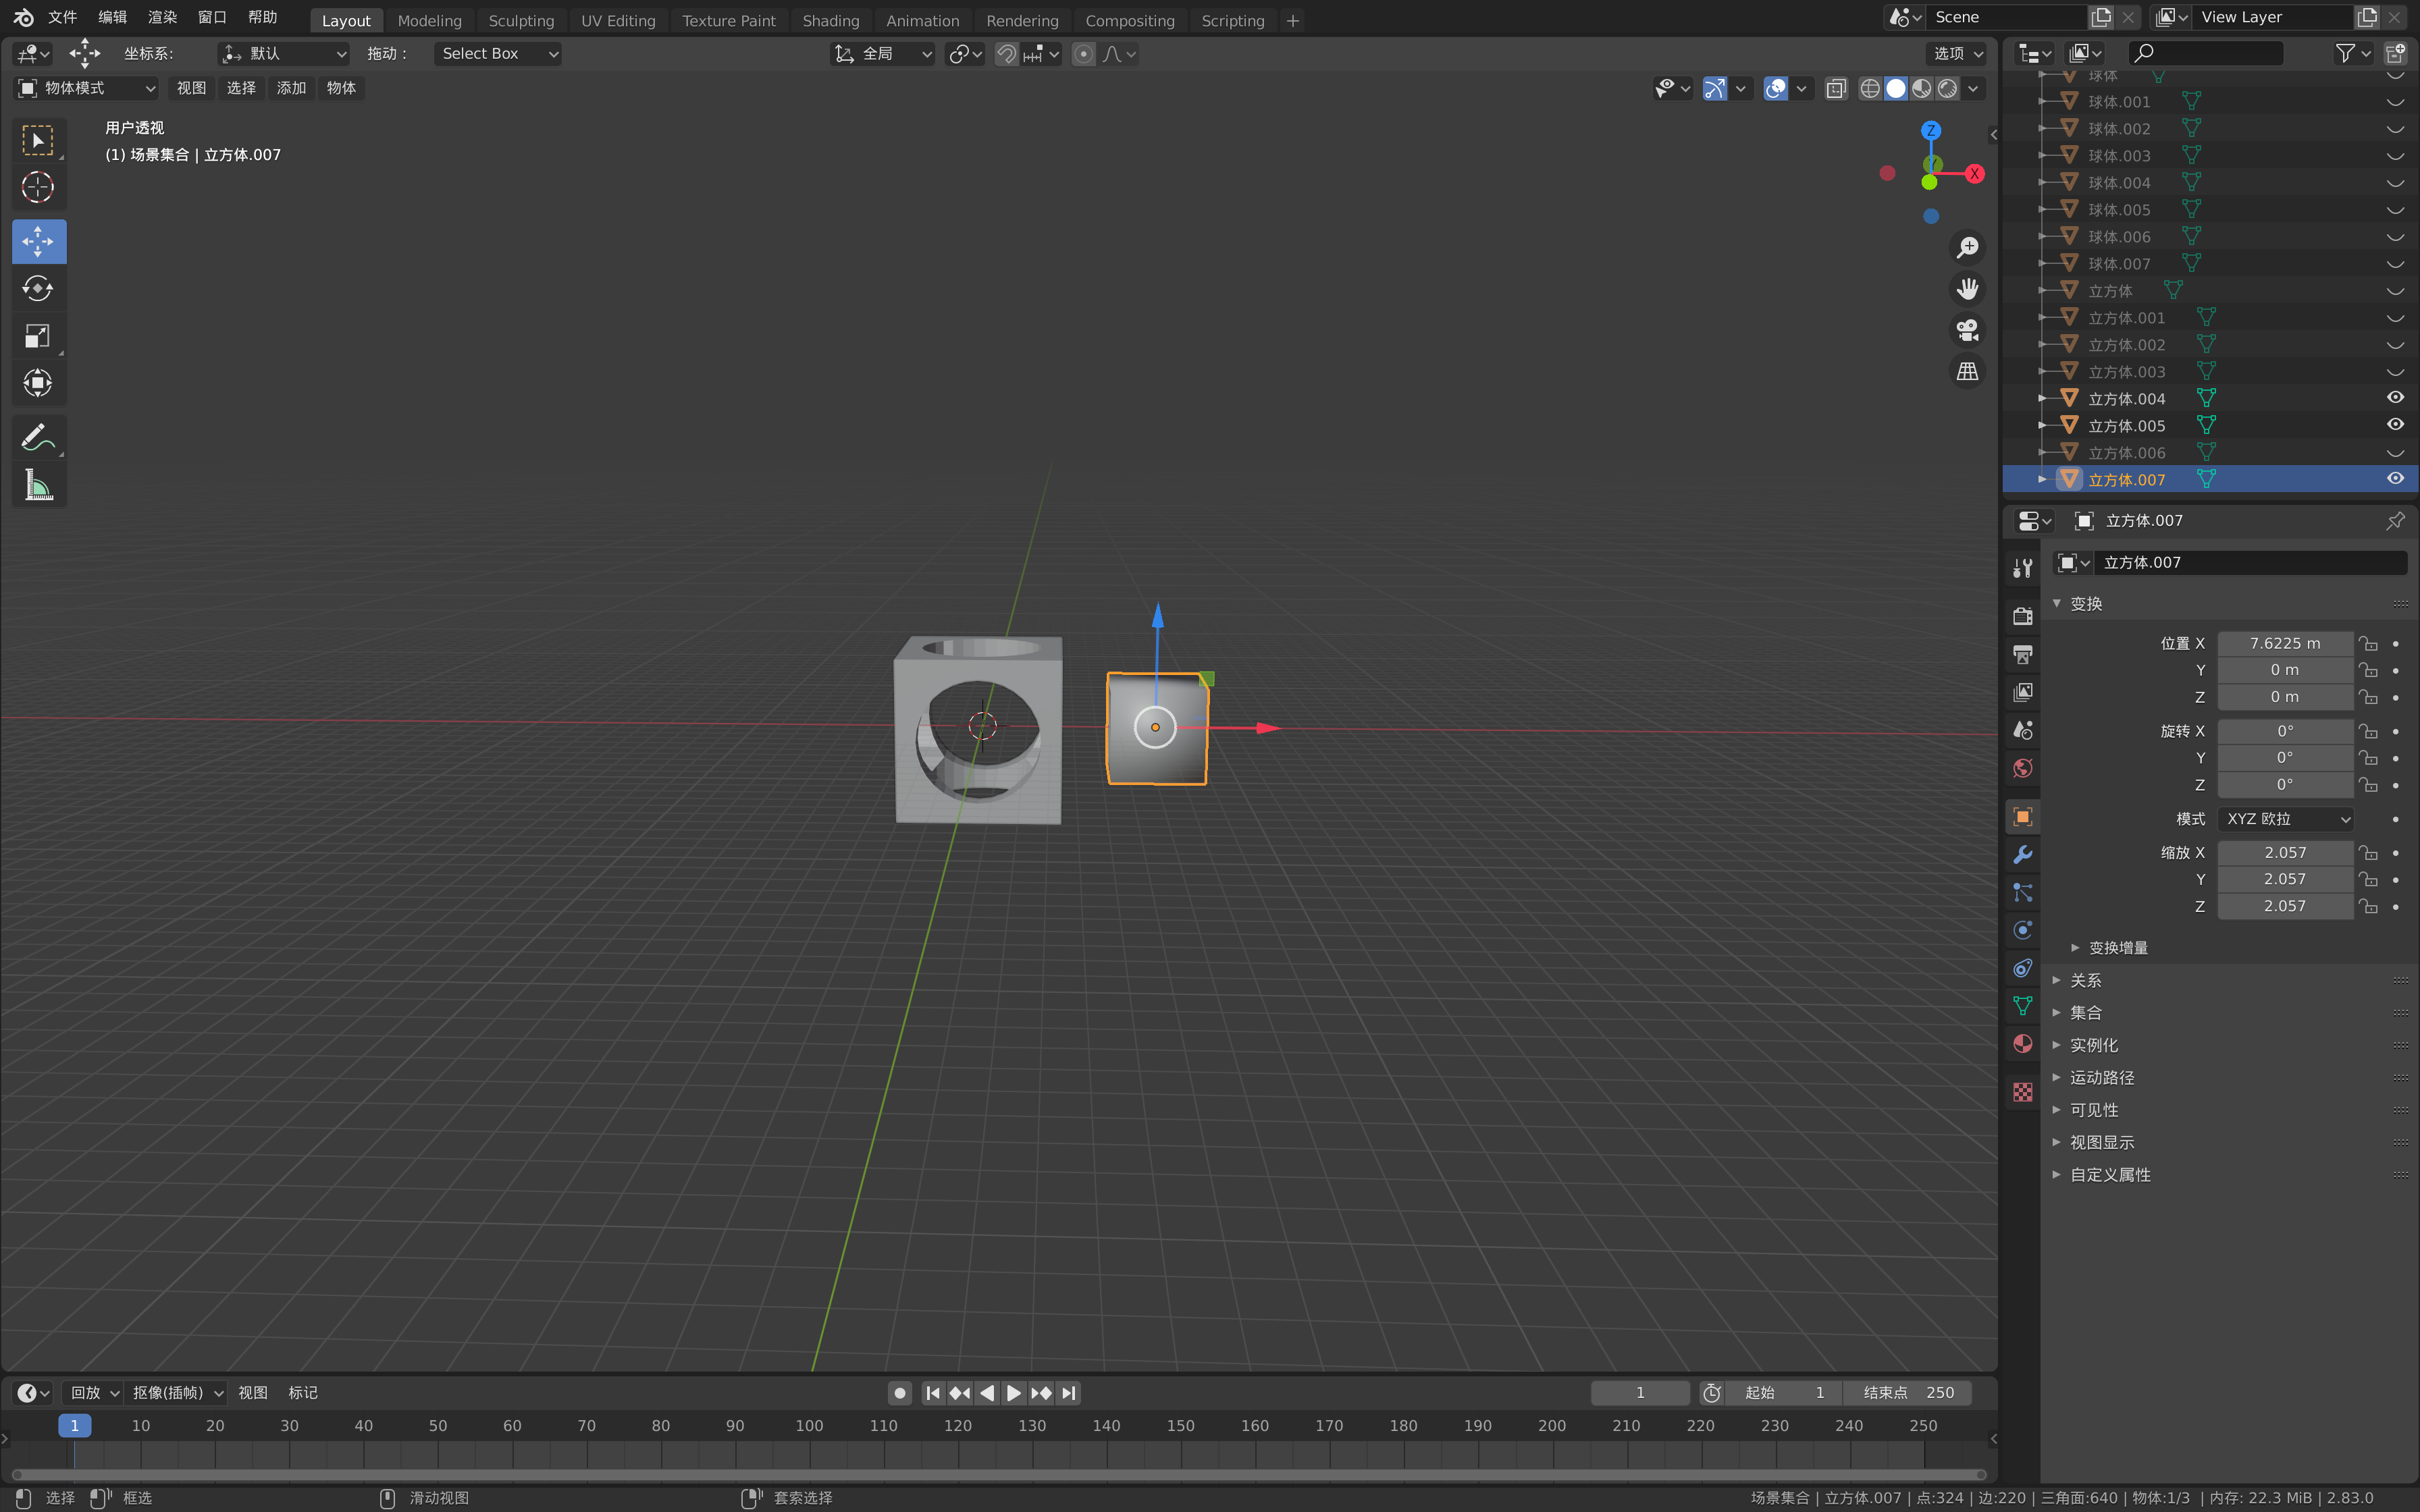 文件 编辑 渲染 窗口 帮助 Layout Modeling Sculpting UV Editing Texture Paint Shading Animation Rendering Compositing Scripting + Scene View Layer
坐标系: 默认 拖动: Select Box 全局 选项
物体模式 视图 选择 添加 物体
用户透视
(1) 场景集合 | 立方体.007
Z
Y
X
球体
球体.001
球体.002
球体.003
球体.004
球体.005
球体.006
球体.007
立方体
立方体.001
立方体.002
立方体.003
立方体.004
立方体.005
立方体.006
立方体.007
立方体.007
立方体.007
变换
位置 X 7.6225 m
Y 0 m
Z 0 m
旋转 X 0°
Y 0°
Z 0°
模式 XYZ 欧拉
缩放 X 2.057
Y 2.057
Z 2.057
变换增量
关系
集合
实例化
运动路径
可见性
视图显示
自定义属性
回放 抠像(插帧) 视图 标记 1 起始 1 结束点 250
1 10 20 30 40 50 60 70 80 90 100 110 120 130 140 150 160 170 180 190 200 210 220 230 240 250
选择 框选 滑动视图 套索选择 场景集合 | 立方体.007 | 点:324 | 边:220 | 三角面:640 | 物体:1/3 | 内存: 22.3 MiB | 2.83.0